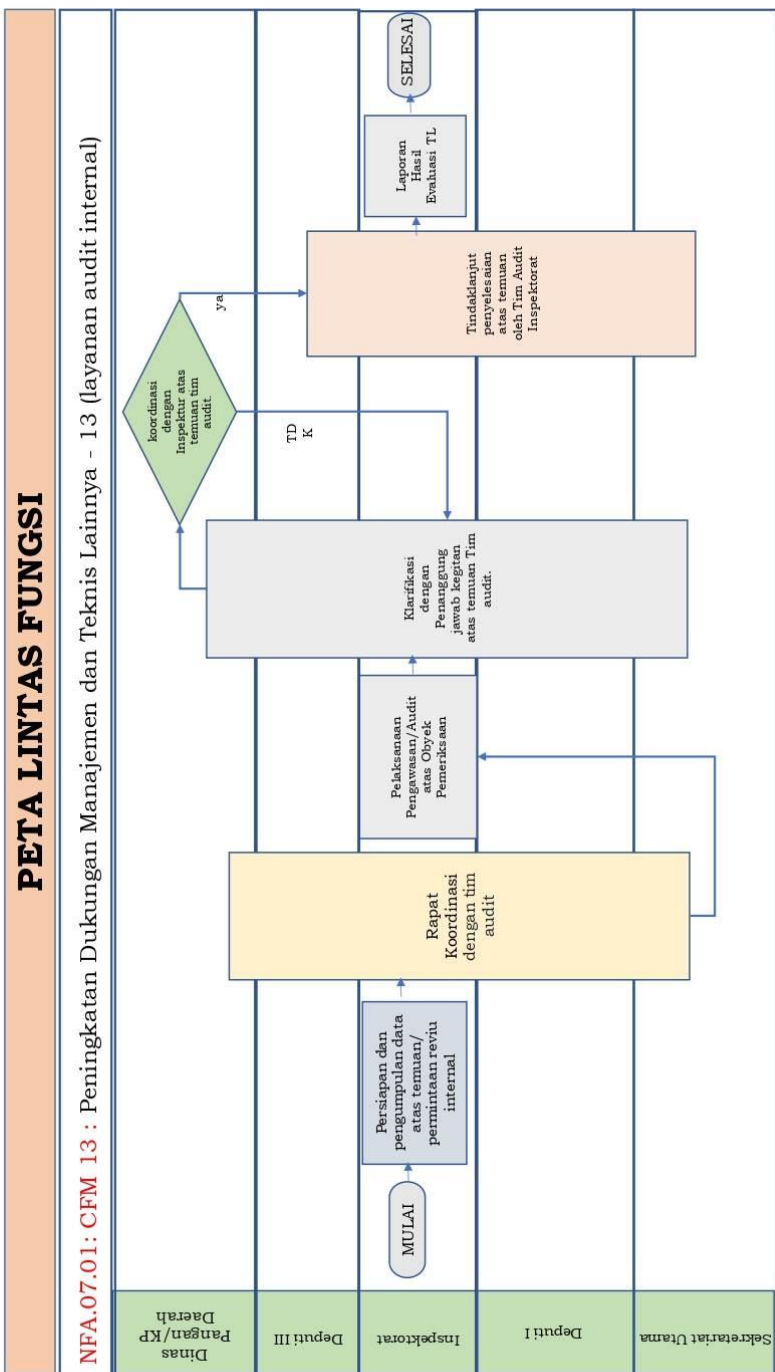 PETA LINTAS FUNGSI
NFA.07.01: CFM 13 : Peningkatan Dukungan Manajemen dan Teknis Lainnya - 13 (layanan audit internal)
Dinas
Pangan/KP
Daerah
Deputi III
Inspektorat
Deputi I
Sekretariat Utama
MULAI
Persiapan dan
pengumpulan data
atas temuan/
permintaan reviu
internal
Rapat
Koordinasi
dengan tim
audit
Pelaksanaan
Pengawasan/Audit
atas Obyek
Pemeriksaan
Klarifikasi
dengan
Penanggung
jawab kegitan
atas temuan Tim
audit.
koordinasi
dengan
Inspektur atas
temuan tim
audit.
TD
K
ya
Tindaklanjut
penyelesaian
atas temuan
oleh Tim Audit
Inspektorat
Laporan
Hasil
Evaluasi TL
SELESAI